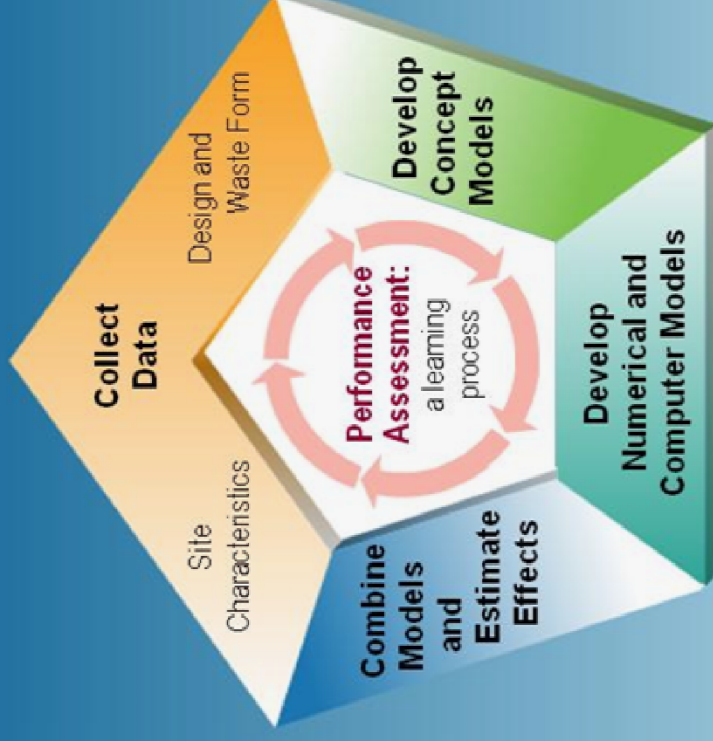 Collect
Data
Site
Characteristics
Design and
Waste Form
Develop
Concept
Models
Develop
Numerical and
Computer Models
Combine
Models
and
Estimate
Effects
Performance
Assessment:
a learning
process